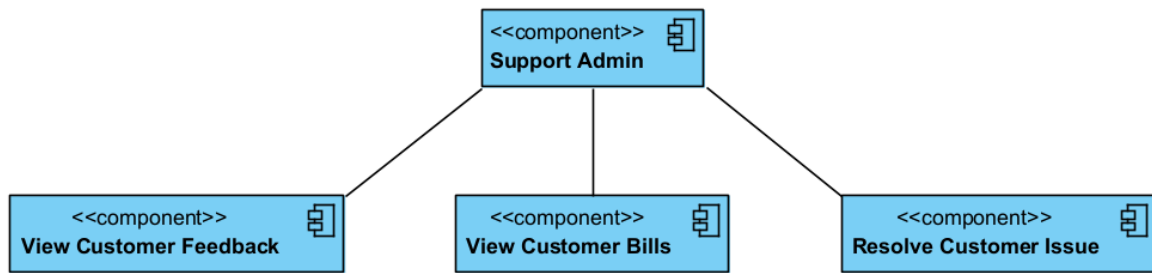 <<component>>
Support Admin
<<component>>
View Customer Feedback
<<component>>
View Customer Bills
<<component>>
Resolve Customer Issue